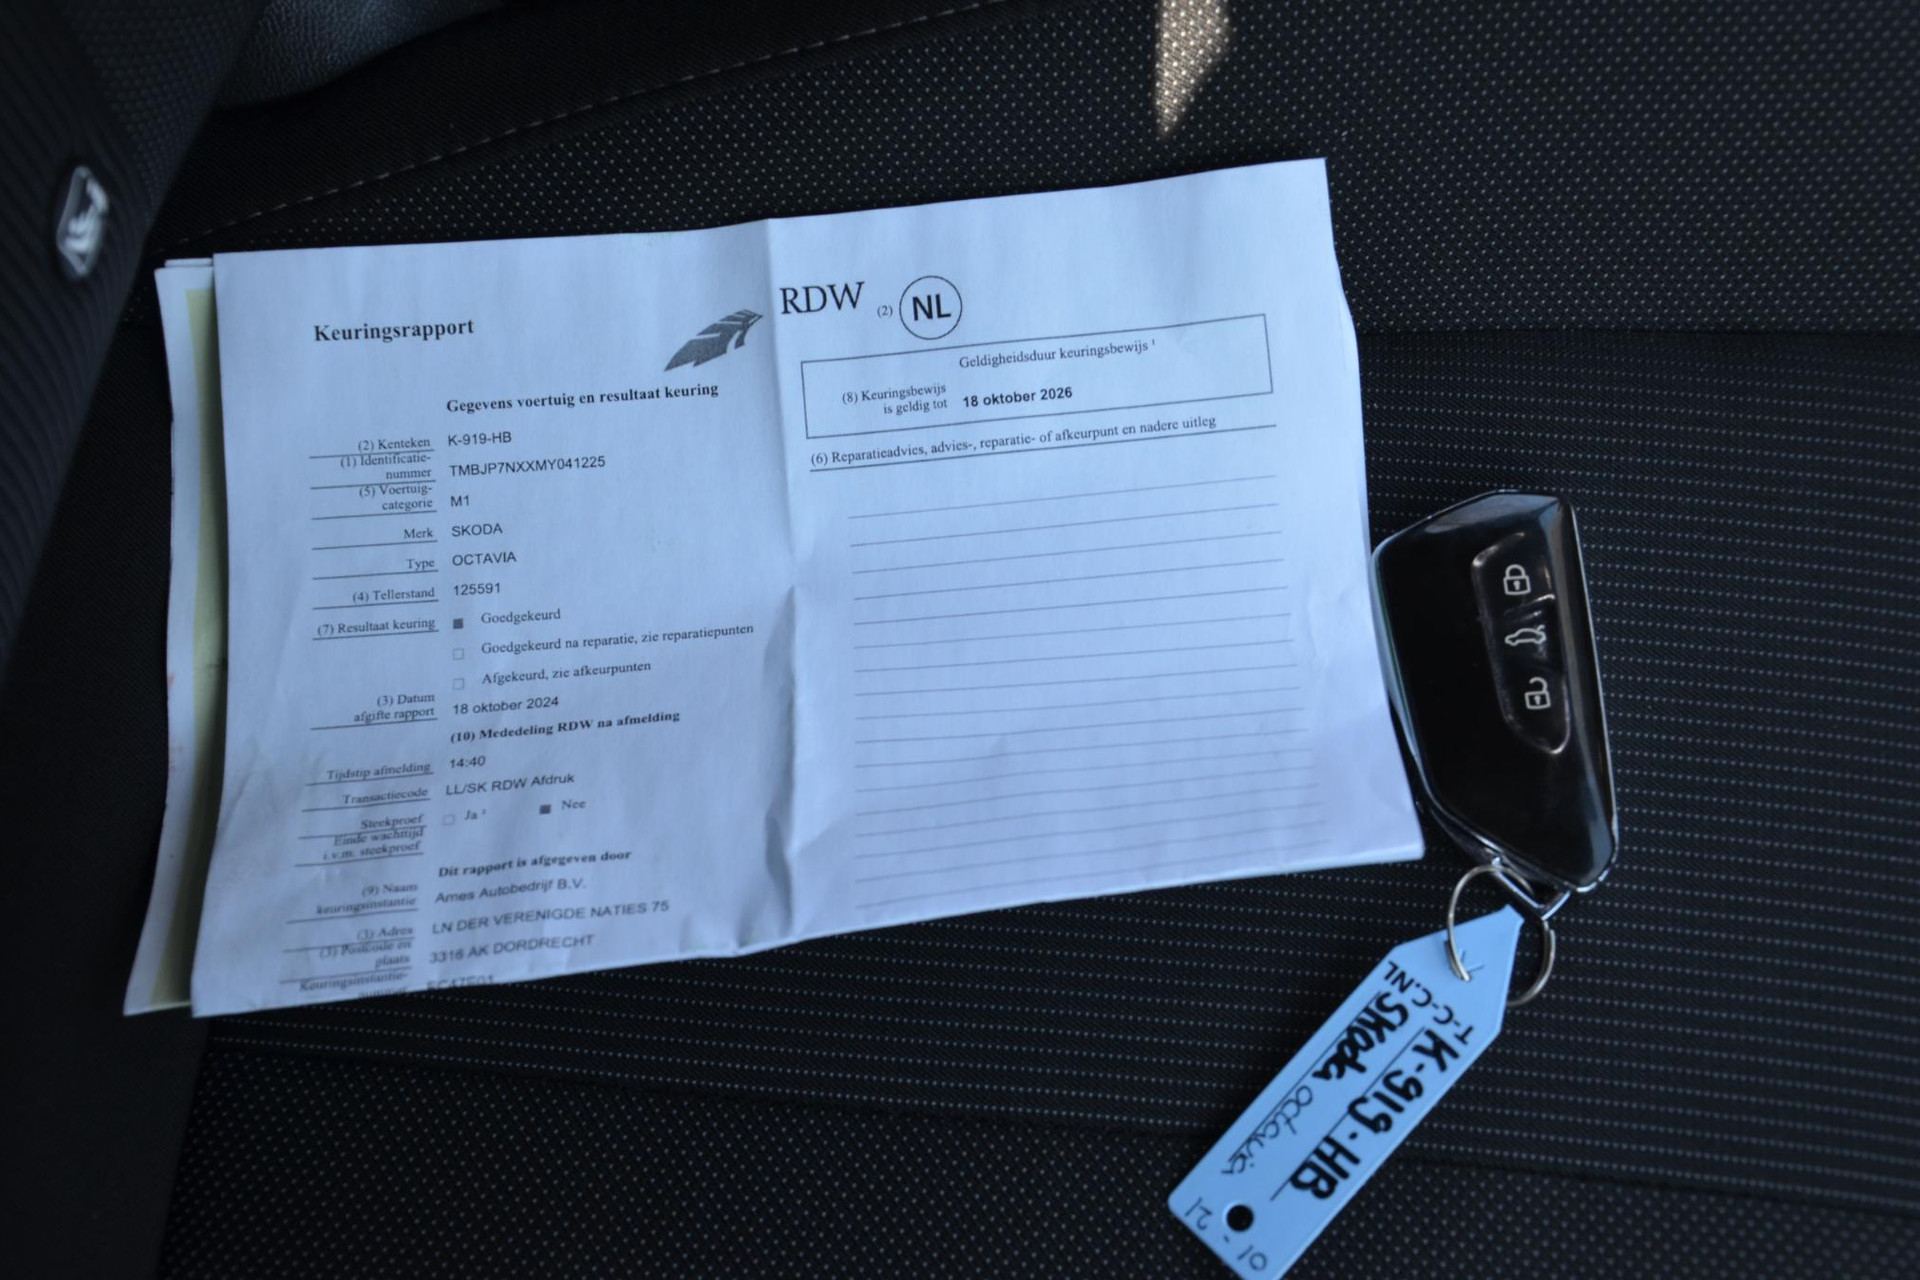 Keuringsrapport
RDW (2) NL
Gegevens voertuig en resultaat keuring
(2) Kenteken K-919-HB
(1) Identificatie-
nummer TMBJP7NXXMY041225
(5) Voertuig-
categorie M1
Merk SKODA
Type OCTAVIA
(4) Tellerstand 125591
(7) Resultaat keuring ■ Goedgekeurd
□ Goedgekeurd na reparatie, zie reparatiepunten
□ Afgekeurd, zie afkeurpunten
(3) Datum
afgifte rapport 18 oktober 2024
(10) Mededeling RDW na afmelding
Tijdstip afmelding 14:40
Transactiecode LL/SK RDW Afdruk
Steekproef □ Ja ² ■ Nee
Einde wachttijd
i.v.m. steekproef
Dit rapport is afgegeven door
(9) Naam
keuringsinstantie Ames Autobedrijf B.V.
(3) Adres LN DER VERENIGDE NATIES 75
(3) Postcode en
plaats 3316 AK DORDRECHT
Keuringsinstantie-
nummer
Geldigheidsduur keuringsbewijs ¹
(8) Keuringsbewijs
is geldig tot 18 oktober 2026
(6) Reparatieadvies, advies-, reparatie- of afkeurpunt en nadere uitleg
T-C-C.NL
K-919-HB
Skoda octavia
01-'21